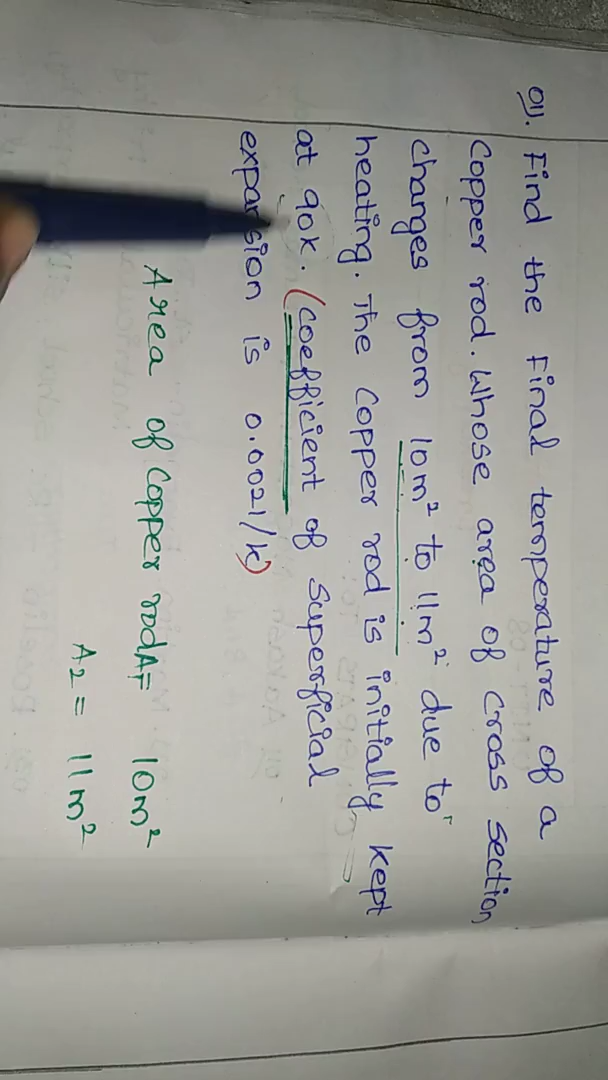 Q1). Find the Final temperature of a
Copper rod. Whose area of cross section
changes from 10m² to 11m² due to
heating. The Copper rod is initially kept
at 90K. (coefficient of superficial
expansion is 0.0021/k)
Area of Copper rod A₁= 10m²
A₂ = 11m²